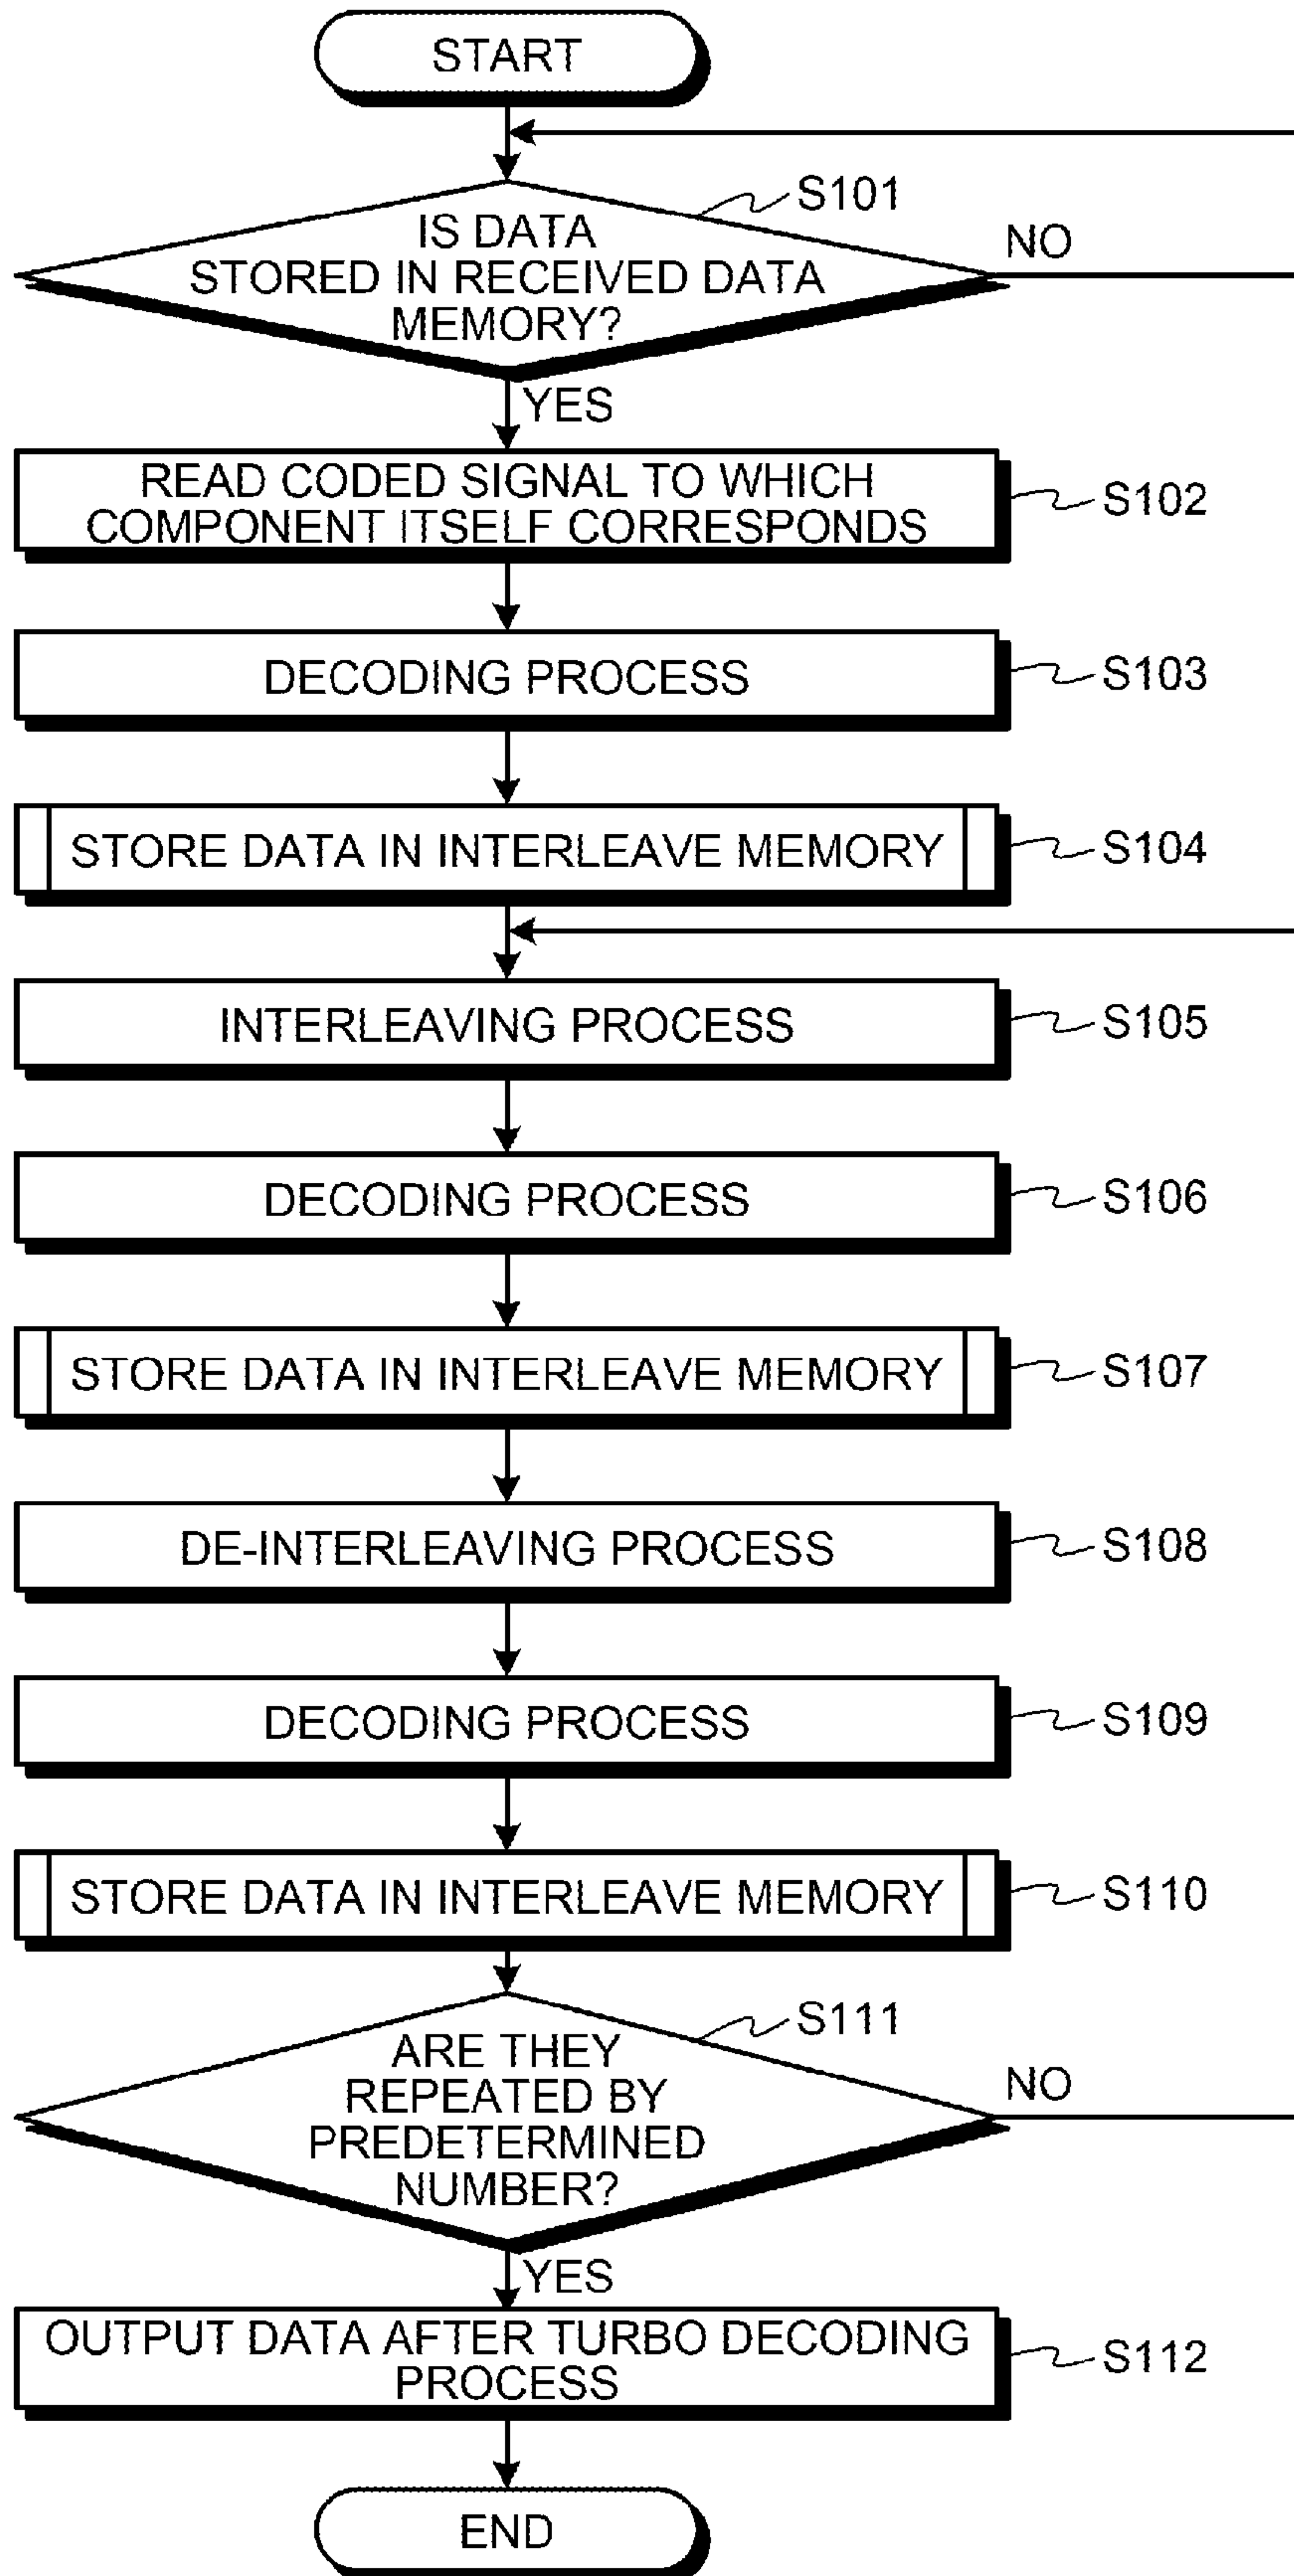 START
S101
IS DATA
STORED IN RECEIVED DATA
MEMORY?
NO
YES
READ CODED SIGNAL TO WHICH
COMPONENT ITSELF CORRESPONDS
S102
DECODING PROCESS
S103
STORE DATA IN INTERLEAVE MEMORY
S104
INTERLEAVING PROCESS
S105
DECODING PROCESS
S106
STORE DATA IN INTERLEAVE MEMORY
S107
DE-INTERLEAVING PROCESS
S108
DECODING PROCESS
S109
STORE DATA IN INTERLEAVE MEMORY
S110
S111
ARE THEY
REPEATED BY
PREDETERMINED
NUMBER?
NO
YES
OUTPUT DATA AFTER TURBO DECODING
PROCESS
S112
END